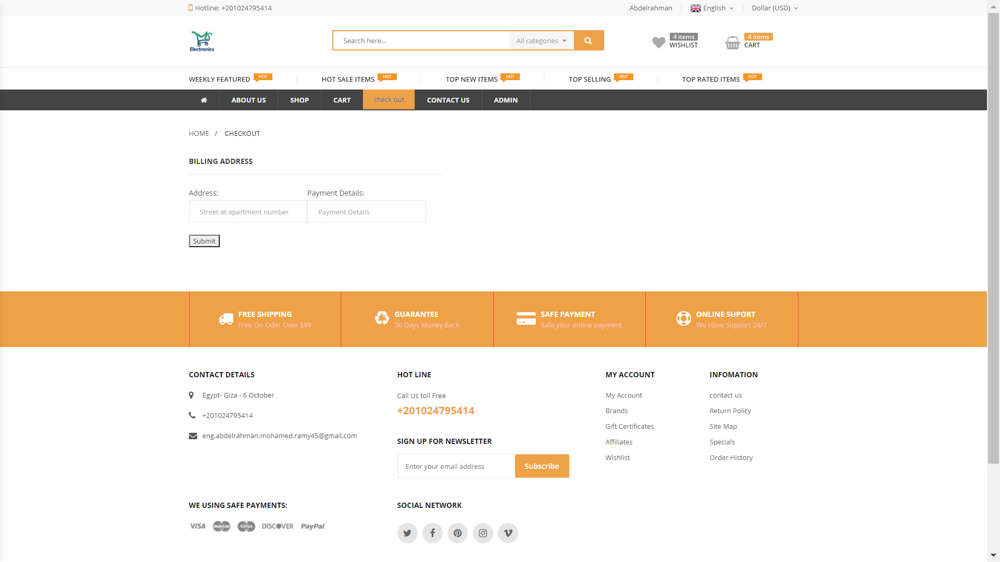 Hotline: +201024795414
Abdelrahman
English
Dollar (USD)
Electronics
Search here...
All categories
4 items
WISHLIST
4 items
CART
WEEKLY FEATURED HOT
HOT SALE ITEMS HOT
TOP NEW ITEMS HOT
TOP SELLING HOT
TOP RATED ITEMS HOT
ABOUT US
SHOP
CART
check out
CONTACT US
ADMIN
HOME / CHECKOUT
BILLING ADDRESS
Address:
Payment Details:
Street at apartment number
Payment Details
Submit
FREE SHIPPING
Free On Oder Over $99
GUARANTEE
30 Days Money Back
SAFE PAYMENT
Safe your online payment
ONLINE SUPORT
We Have Support 24/7
CONTACT DETAILS
Egypt- Giza - 6 October
+201024795414
eng.abdelrahman.mohamed.ramy45@gmail.com
HOT LINE
Call Us toll Free
+201024795414
SIGN UP FOR NEWSLETTER
Enter your email address
Subscribe
MY ACCOUNT
My Account
Brands
Gift Certificates
Affiliates
Wishlist
INFOMATION
contact us
Return Policy
Site Map
Specials
Order History
WE USING SAFE PAYMENTS:
VISA MasterCard Cirrus DISCOVER PayPal
SOCIAL NETWORK